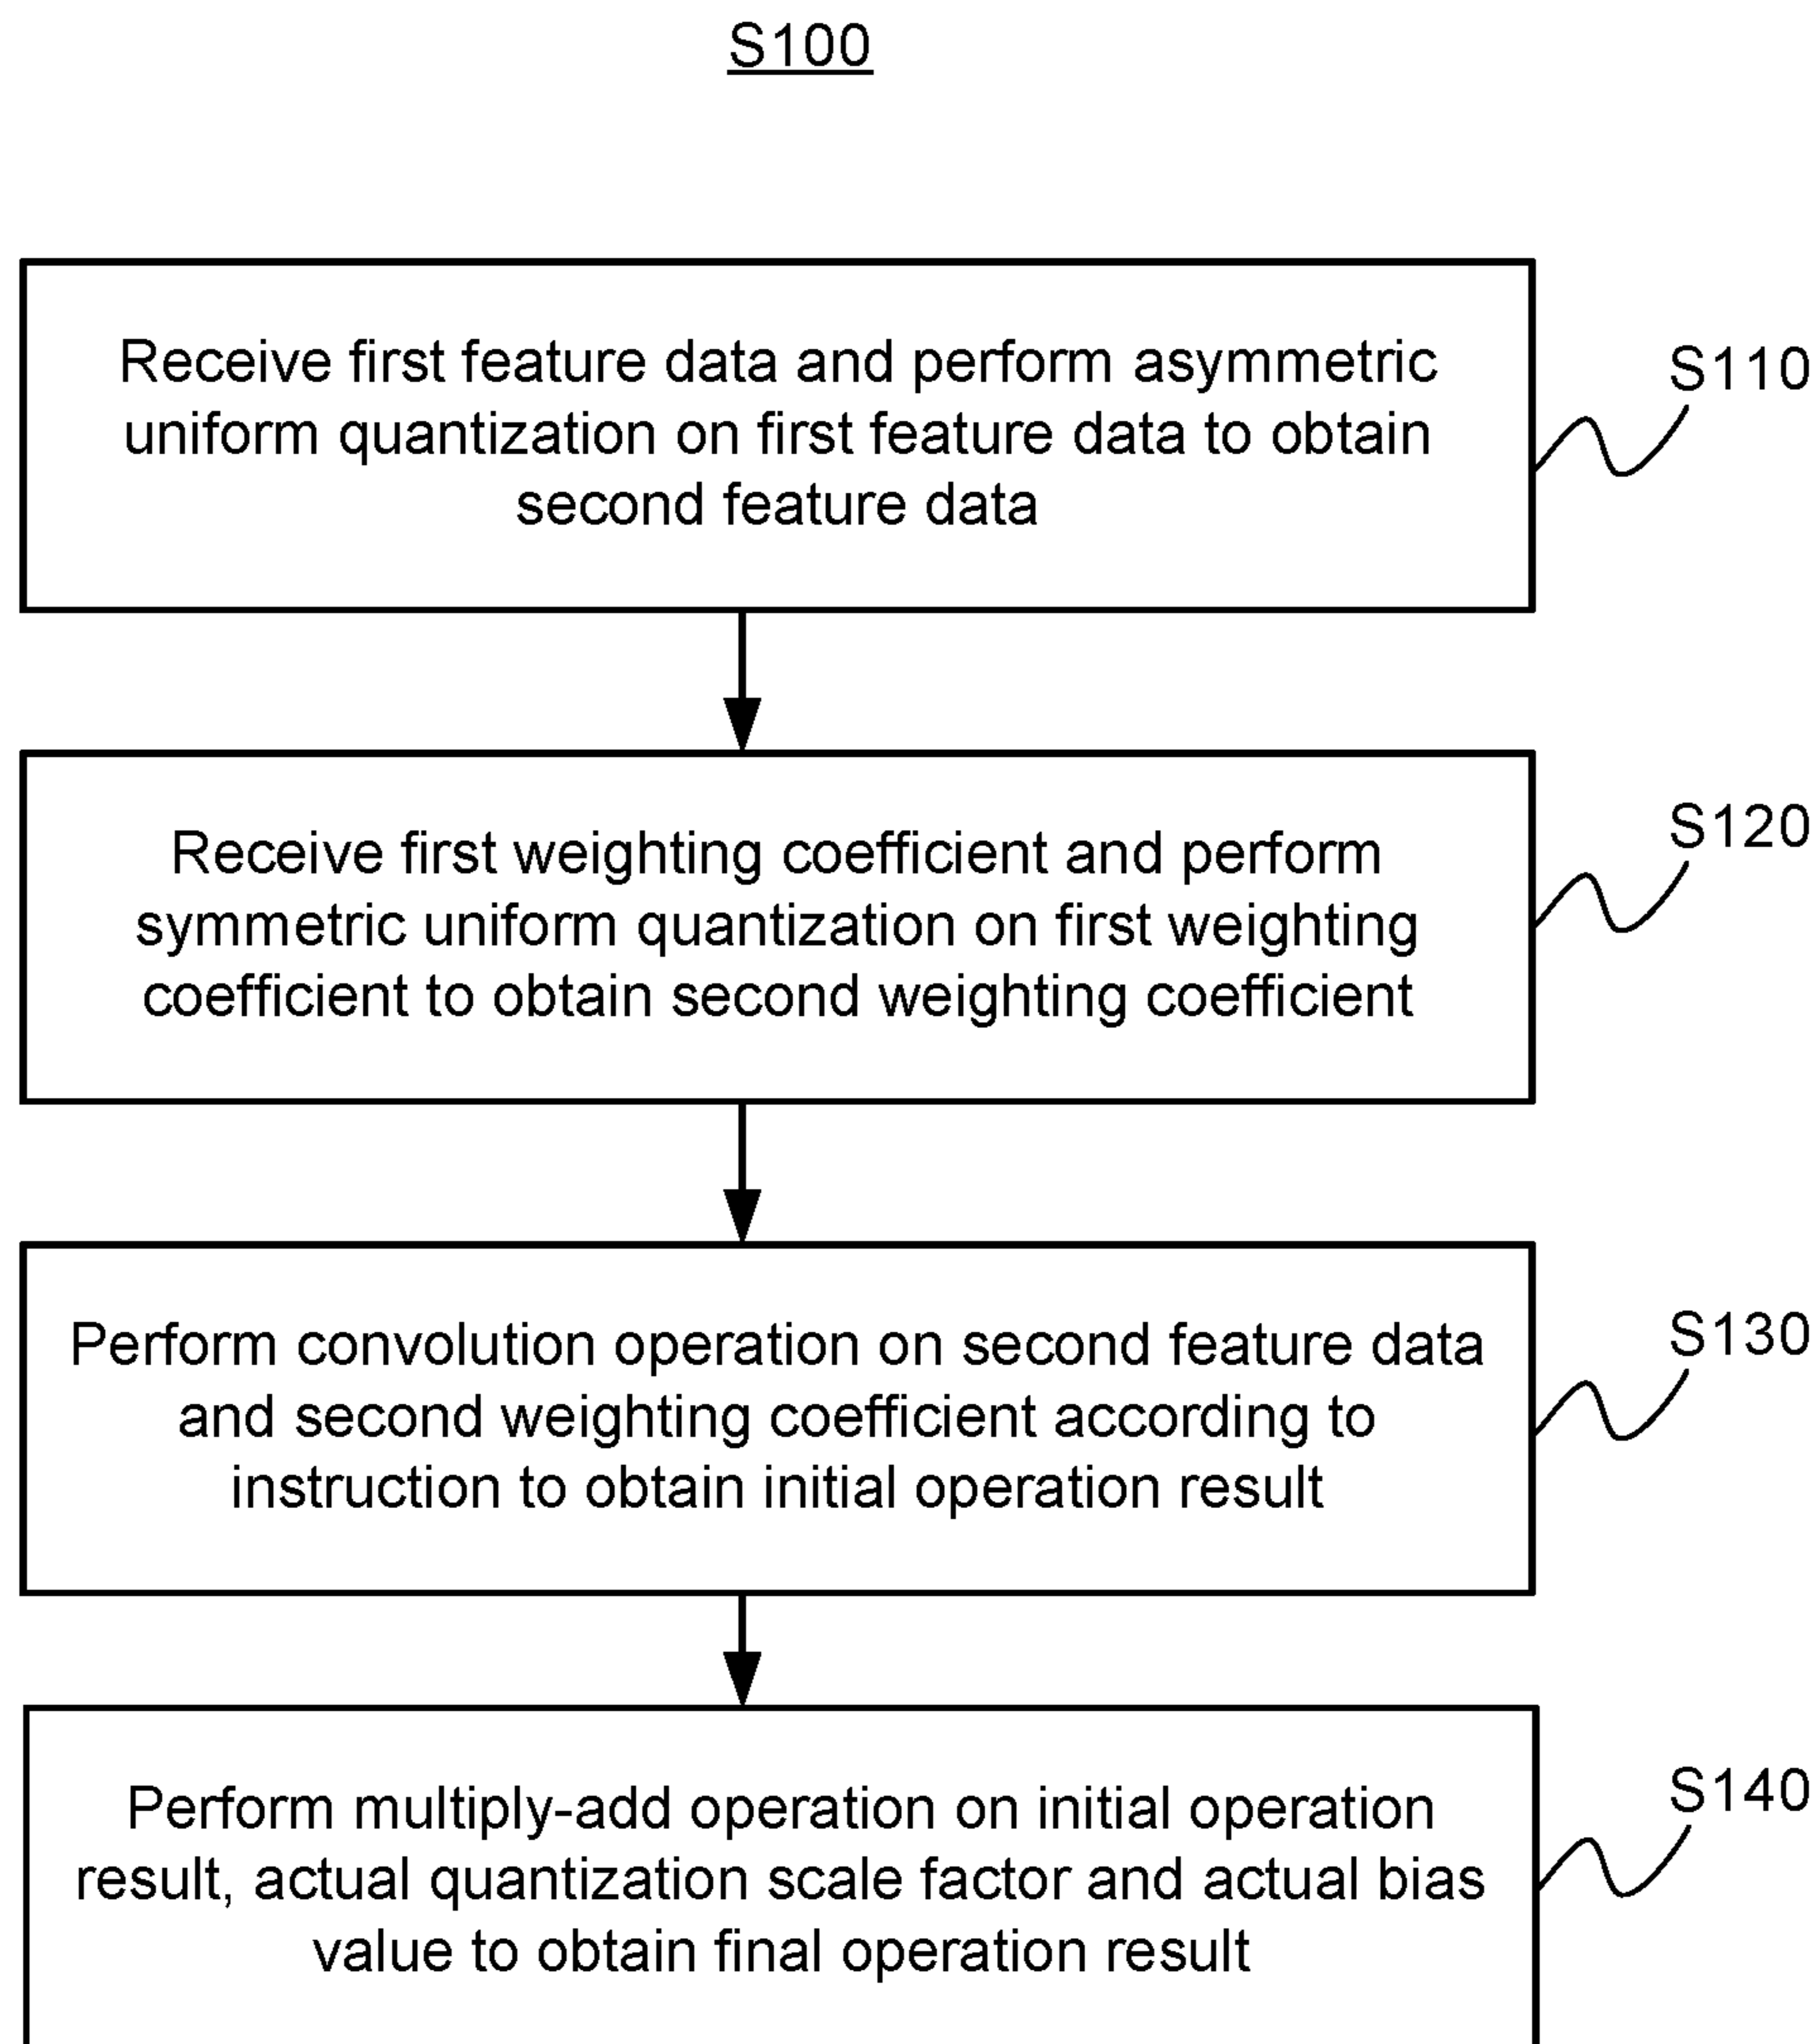 S100
Receive first feature data and perform asymmetric
uniform quantization on first feature data to obtain
second feature data
S110
Receive first weighting coefficient and perform
symmetric uniform quantization on first weighting
coefficient to obtain second weighting coefficient
S120
Perform convolution operation on second feature data
and second weighting coefficient according to
instruction to obtain initial operation result
S130
Perform multiply-add operation on initial operation
result, actual quantization scale factor and actual bias
value to obtain final operation result
S140